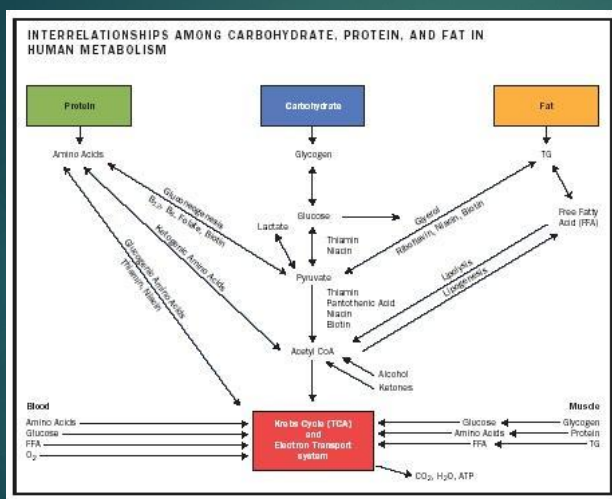 INTERRELATIONSHIPS AMONG CARBOHYDRATE, PROTEIN, AND FAT IN
HUMAN METABOLISM
Protein
Carbohydrate
Fat
Amino Acids
Glycogen
TG
Gluconeogenesis
B12, B6, Folate, Biotin
Glucose
Glyerol
Riboflavin, Niacin, Biotin
Free Fatty
Acid (FFA)
Lactate
Thiamin
Niacin
Ketogenic Amino Acids
Glucogenic Amino Acids
Thiamin, Niacin
Pyruvate
Lipolysis
Lipogenesis
Thiamin
Pantothenic Acid
Niacin
Biotin
Acetyl CoA
Alcohol
Ketones
Blood
Amino Acids
Glucose
FFA
O2
Krebs Cycle (TCA)
and
Electron Transport
system
Muscle
Glucose Glycogen
Amino Acids Protein
FFA TG
CO2, H2O, ATP